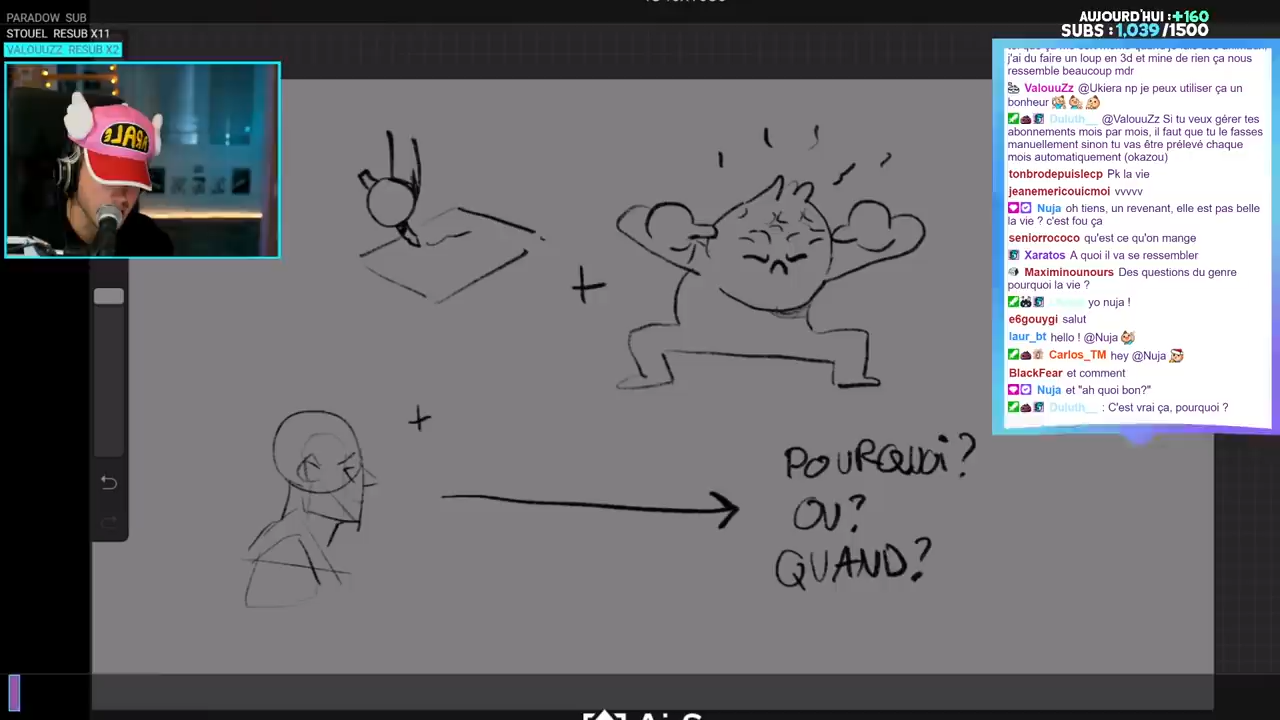 PARADOW SUB
STOUEL RESUB X11
VALOUUZZ RESUB X2
AUJOURD'HUI :+160
SUBS : 1,039 /1500
ARALE
j'ai du faire un loup en 3d et mine de rien ça nous
ressemble beaucoup mdr
ValouuZz @Ukiera np je peux utiliser ça un
bonheur
Duluth__ @ValouuZz Si tu veux gérer tes
abonnements mois par mois, il faut que tu le fasses
manuellement sinon tu vas être prélevé chaque
mois automatiquement (okazou)
tonbrodepuislecp Pk la vie
jeanemericouicmoi vvvvv
Nuja oh tiens, un revenant, elle est pas belle
la vie ? c'est fou ça
seniorrococo qu'est ce qu'on mange
Xaratos A quoi il va se ressembler
Maximinounours Des questions du genre
pourquoi la vie ?
yo nuja !
e6gouygi salut
laur_bt hello ! @Nuja
Carlos_TM hey @Nuja
BlackFear et comment
Nuja et "ah quoi bon?"
Duluth__ : C'est vrai ça, pourquoi ?
POURQUOI?
OU?
QUAND?